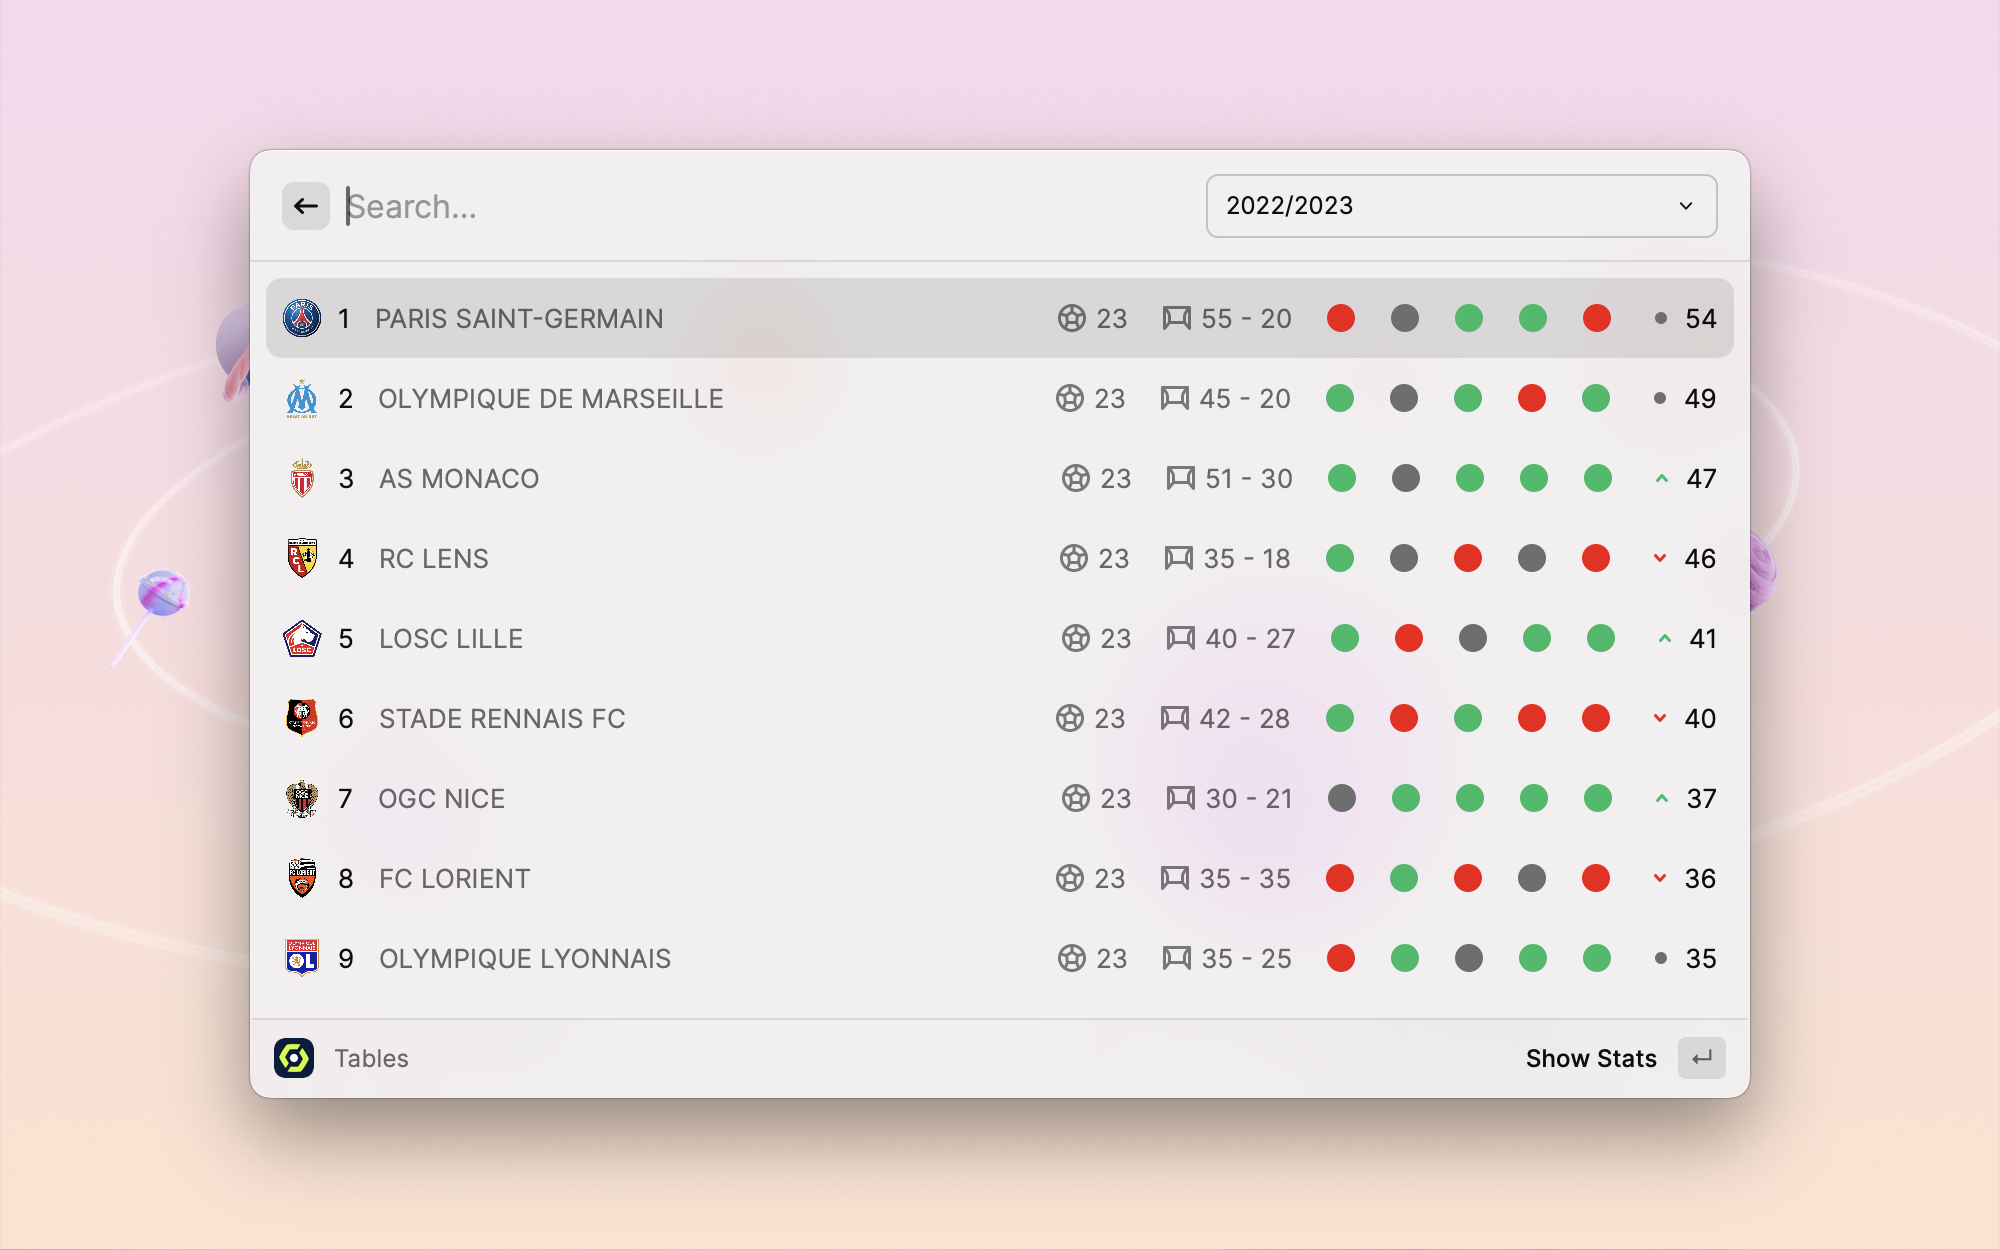 Search...
2022/2023
1 PARIS SAINT-GERMAIN 23 55 - 20 54
2 OLYMPIQUE DE MARSEILLE 23 45 - 20 49
3 AS MONACO 23 51 - 30 47
4 RC LENS 23 35 - 18 46
5 LOSC LILLE 23 40 - 27 41
6 STADE RENNAIS FC 23 42 - 28 40
7 OGC NICE 23 30 - 21 37
8 FC LORIENT 23 35 - 35 36
9 OLYMPIQUE LYONNAIS 23 35 - 25 35
Tables
Show Stats